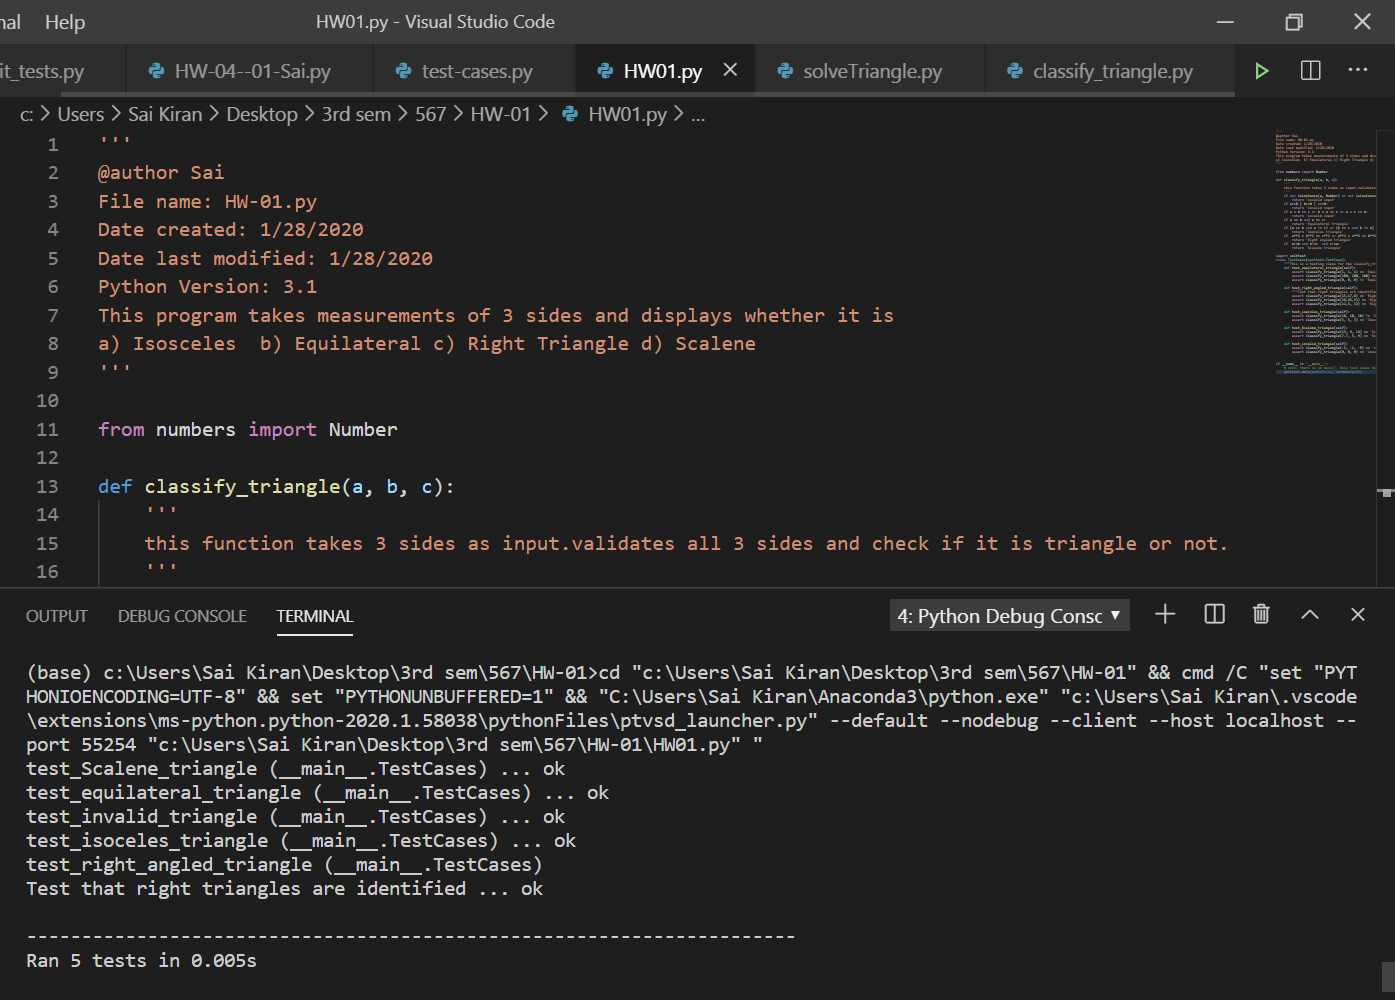 nal Help HW01.py - Visual Studio Code
it_tests.py HW-04--01-Sai.py test-cases.py HW01.py solveTriangle.py classify_triangle.py
c: > Users > Sai Kiran > Desktop > 3rd sem > 567 > HW-01 > HW01.py > ...
1 '''
2 @author Sai
3 File name: HW-01.py
4 Date created: 1/28/2020
5 Date last modified: 1/28/2020
6 Python Version: 3.1
7 This program takes measurements of 3 sides and displays whether it is
8 a) Isosceles  b) Equilateral c) Right Triangle d) Scalene
9 '''
10
11 from numbers import Number
12
13 def classify_triangle(a, b, c):
14     '''
15     this function takes 3 sides as input.validates all 3 sides and check if it is triangle or not.
16     '''
OUTPUT DEBUG CONSOLE TERMINAL 4: Python Debug Consc
(base) c:\Users\Sai Kiran\Desktop\3rd sem\567\HW-01>cd "c:\Users\Sai Kiran\Desktop\3rd sem\567\HW-01" && cmd /C "set "PYT
HONIOENCODING=UTF-8" && set "PYTHONUNBUFFERED=1" && "C:\Users\Sai Kiran\Anaconda3\python.exe" "c:\Users\Sai Kiran\.vscode
\extensions\ms-python.python-2020.1.58038\pythonFiles\ptvsd_launcher.py" --default --nodebug --client --host localhost --
port 55254 "c:\Users\Sai Kiran\Desktop\3rd sem\567\HW-01\HW01.py" "
test_Scalene_triangle (__main__.TestCases) ... ok
test_equilateral_triangle (__main__.TestCases) ... ok
test_invalid_triangle (__main__.TestCases) ... ok
test_isoceles_triangle (__main__.TestCases) ... ok
test_right_angled_triangle (__main__.TestCases)
Test that right triangles are identified ... ok
----------------------------------------------------------------------
Ran 5 tests in 0.005s